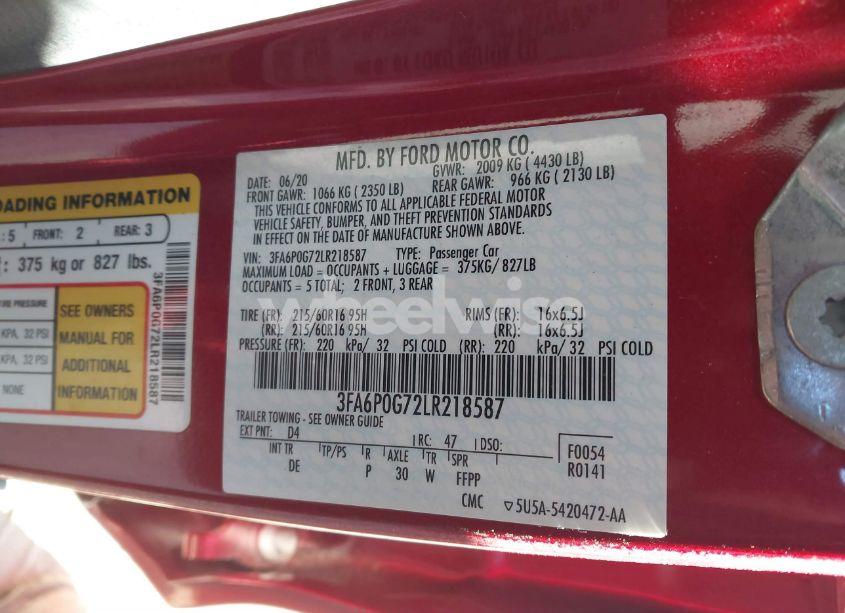 OADING INFORMATION
: 5 FRONT: 2 REAR: 3
: 375 kg or 827 lbs.
RE PRESSURE
KPA, 32 PSI
KPA, 32 PSI
NONE
SEE OWNERS
MANUAL FOR
ADDITIONAL
INFORMATION
3FA6P0G72LR218587
MFD. BY FORD MOTOR CO.
DATE: 06/20 GVWR: 2009 KG ( 4430 LB)
FRONT GAWR: 1066 KG ( 2350 LB) REAR GAWR: 966 KG ( 2130 LB)
THIS VEHICLE CONFORMS TO ALL APPLICABLE FEDERAL MOTOR
VEHICLE SAFETY, BUMPER, AND THEFT PREVENTION STANDARDS
IN EFFECT ON THE DATE OF MANUFACTURE SHOWN ABOVE.
VIN: 3FA6P0G72LR218587 TYPE: Passenger Car
MAXIMUM LOAD = OCCUPANTS + LUGGAGE = 375KG/ 827LB
OCCUPANTS = 5 TOTAL; 2 FRONT, 3 REAR
wheelwise
TIRE (FR): 215/60R16 95H RIMS (FR): 16x6.5J
(RR): 215/60R16 95H (RR): 16x6.5J
PRESSURE (FR): 220 kPa/ 32 PSI COLD (RR): 220 kPa/ 32 PSI COLD
3FA6P0G72LR218587
TRAILER TOWING - SEE OWNER GUIDE
EXT PNT: D4 RC: 47 DSO: F0054
INT TR TP/PS R AXLE TR SPR R0141
DE P 30 W FFPP
CMC ▽5U5A-5420472-AA